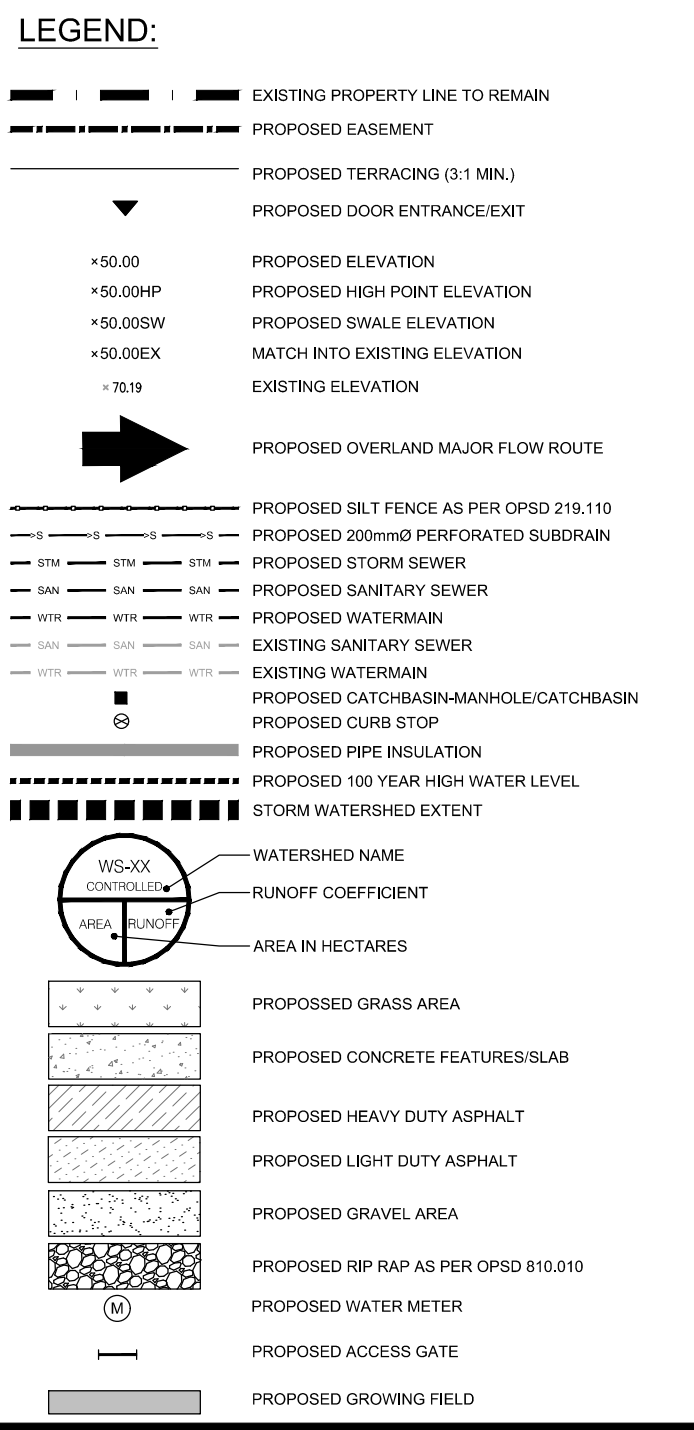 LEGEND:
EXISTING PROPERTY LINE TO REMAIN
PROPOSED EASEMENT
PROPOSED TERRACING (3:1 MIN.)
PROPOSED DOOR ENTRANCE/EXIT
×50.00 PROPOSED ELEVATION
×50.00HP PROPOSED HIGH POINT ELEVATION
×50.00SW PROPOSED SWALE ELEVATION
×50.00EX MATCH INTO EXISTING ELEVATION
×70.19 EXISTING ELEVATION
PROPOSED OVERLAND MAJOR FLOW ROUTE
PROPOSED SILT FENCE AS PER OPSD 219.110
>S >S >S >S PROPOSED 200mmØ PERFORATED SUBDRAIN
STM STM STM PROPOSED STORM SEWER
SAN SAN SAN PROPOSED SANITARY SEWER
WTR WTR WTR PROPOSED WATERMAIN
SAN SAN SAN EXISTING SANITARY SEWER
WTR WTR WTR EXISTING WATERMAIN
PROPOSED CATCHBASIN-MANHOLE/CATCHBASIN
PROPOSED CURB STOP
PROPOSED PIPE INSULATION
PROPOSED 100 YEAR HIGH WATER LEVEL
STORM WATERSHED EXTENT
WS-XX
CONTROLLED
AREA RUNOFF
WATERSHED NAME
RUNOFF COEFFICIENT
AREA IN HECTARES
PROPOSSED GRASS AREA
PROPOSED CONCRETE FEATURES/SLAB
PROPOSED HEAVY DUTY ASPHALT
PROPOSED LIGHT DUTY ASPHALT
PROPOSED GRAVEL AREA
PROPOSED RIP RAP AS PER OPSD 810.010
M PROPOSED WATER METER
PROPOSED ACCESS GATE
PROPOSED GROWING FIELD